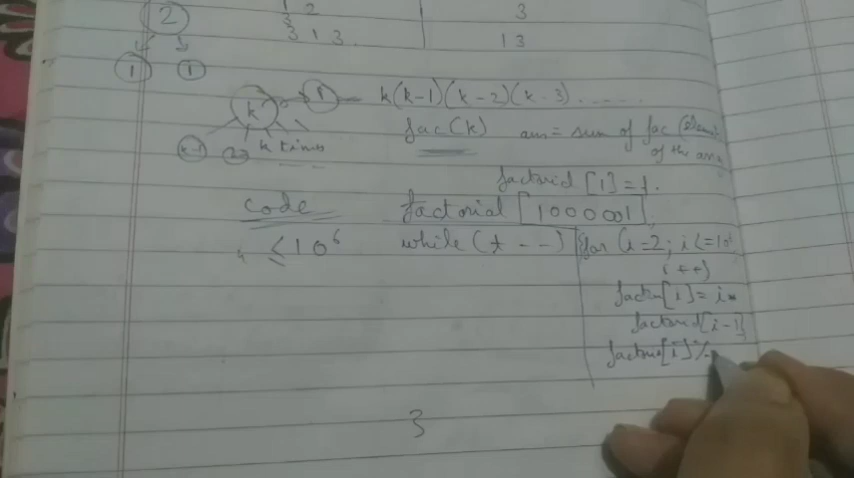 2
1 2
3
3
3 1 3
1 3
1 1
k 1 k(k-1)(k-2)(k-3).....
fac(k) ans = sum of fac
k times of the
factorial [1] = 1.
code factorial [1000001]
<10⁶ while (t--) for (i=2; i<=10⁶
i++)
[i] = i*
factorial[i-1]
[i] %
3